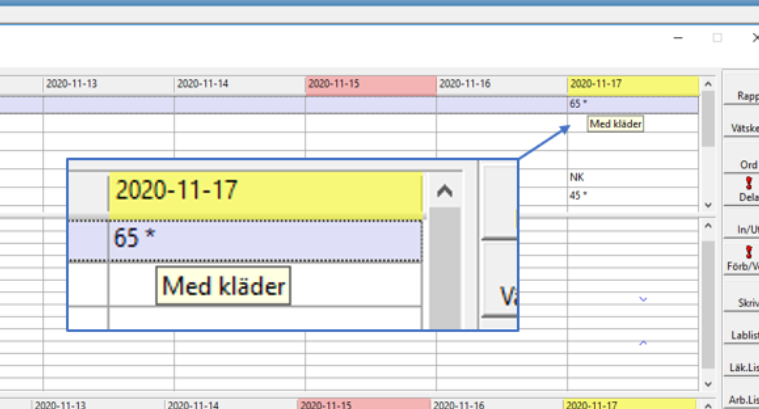 2020-11-13 2020-11-14 2020-11-15 2020-11-16 2020-11-17
65 *
Med kläder
NK
45 *
2020-11-17
65 *
Med kläder
Rapp
Vätske
Ord
Dela
In/Ut
Förb/V
Skriv
Lablist
Läk.Lis
Arb.Lis
2020-11-13 2020-11-14 2020-11-15 2020-11-16 2020-11-17